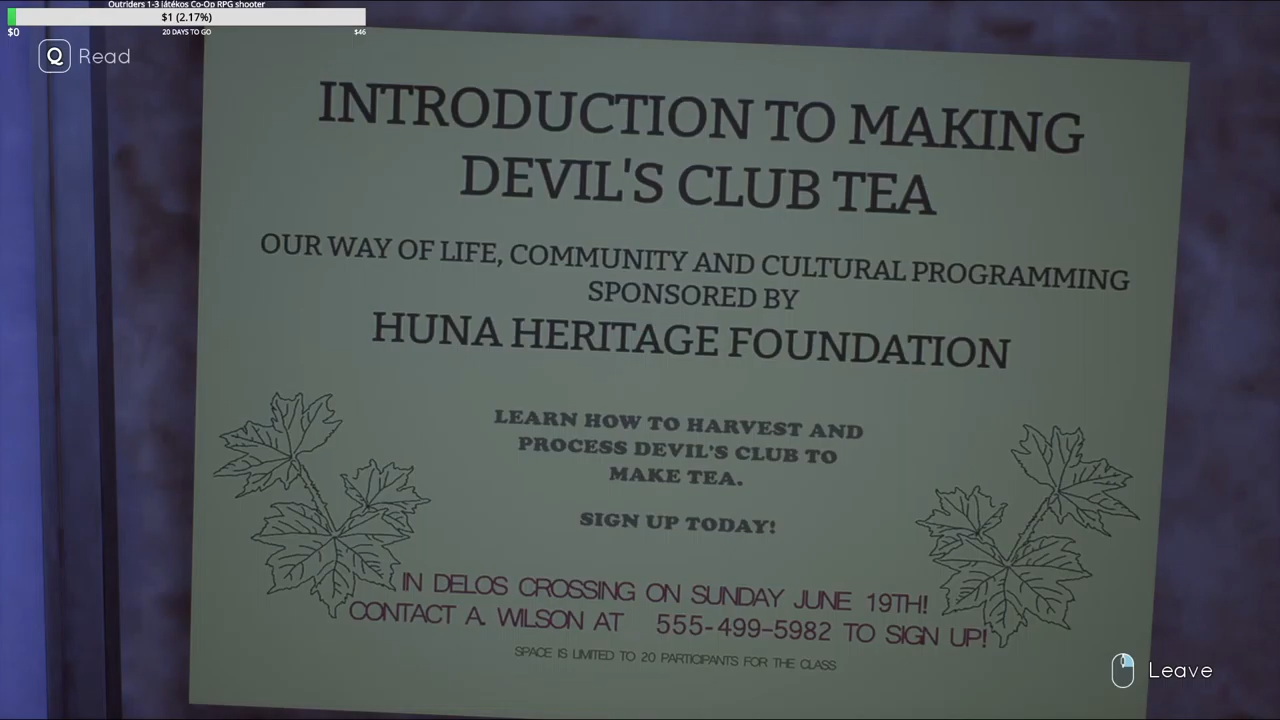 Outriders 1-3 játékos Co-Op RPG shooter
$1 (2.17%)
$0
20 DAYS TO GO
$46
Q Read
INTRODUCTION TO MAKING
DEVIL'S CLUB TEA
OUR WAY OF LIFE, COMMUNITY AND CULTURAL PROGRAMMING
SPONSORED BY
HUNA HERITAGE FOUNDATION
LEARN HOW TO HARVEST AND
PROCESS DEVIL'S CLUB TO
MAKE TEA.
SIGN UP TODAY!
IN DELOS CROSSING ON SUNDAY JUNE 19TH!
CONTACT A. WILSON AT 555-499-5982 TO SIGN UP!
SPACE IS LIMITED TO 20 PARTICIPANTS FOR THE CLASS
Leave